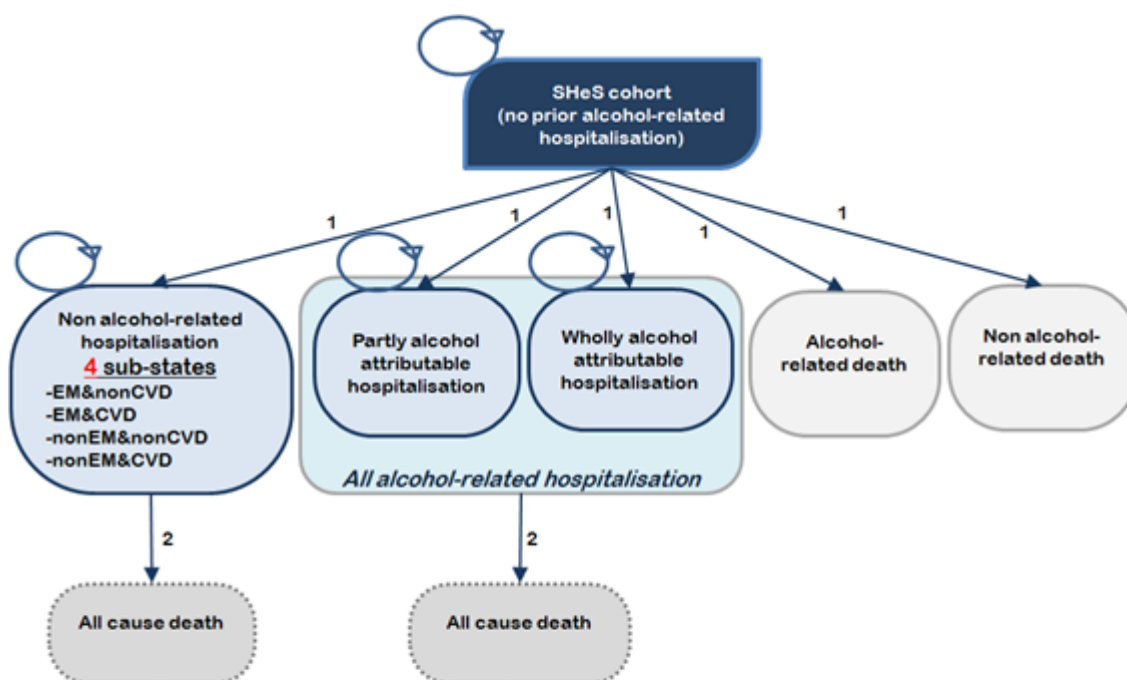 SHeS cohort
(no prior alcohol-related
hospitalisation)
1
1
1
1
1
Non alcohol-related
hospitalisation
4 sub-states
-EM&nonCVD
-EM&CVD
-nonEM&nonCVD
-nonEM&CVD
Partly alcohol
attributable
hospitalisation
Wholly alcohol
attributable
hospitalisation
All alcohol-related hospitalisation
Alcohol-
related death
Non alcohol-
related death
2
2
All cause death
All cause death